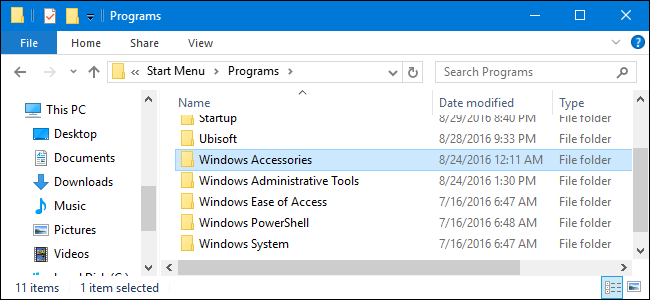 Programs
File Home Share View
« Start Menu › Programs › Search Programs
Name Date modified Type
This PC
Desktop
Documents
Downloads
Music
Pictures
Videos
Startup 8/29/2016 8:40 PM File folder
Ubisoft 8/28/2016 9:33 PM File folder
Windows Accessories 8/24/2016 12:11 AM File folder
Windows Administrative Tools 8/24/2016 1:30 PM File folder
Windows Ease of Access 7/16/2016 6:47 AM File folder
Windows PowerShell 7/16/2016 6:48 AM File folder
Windows System 7/16/2016 6:47 AM File folder
11 items 1 item selected